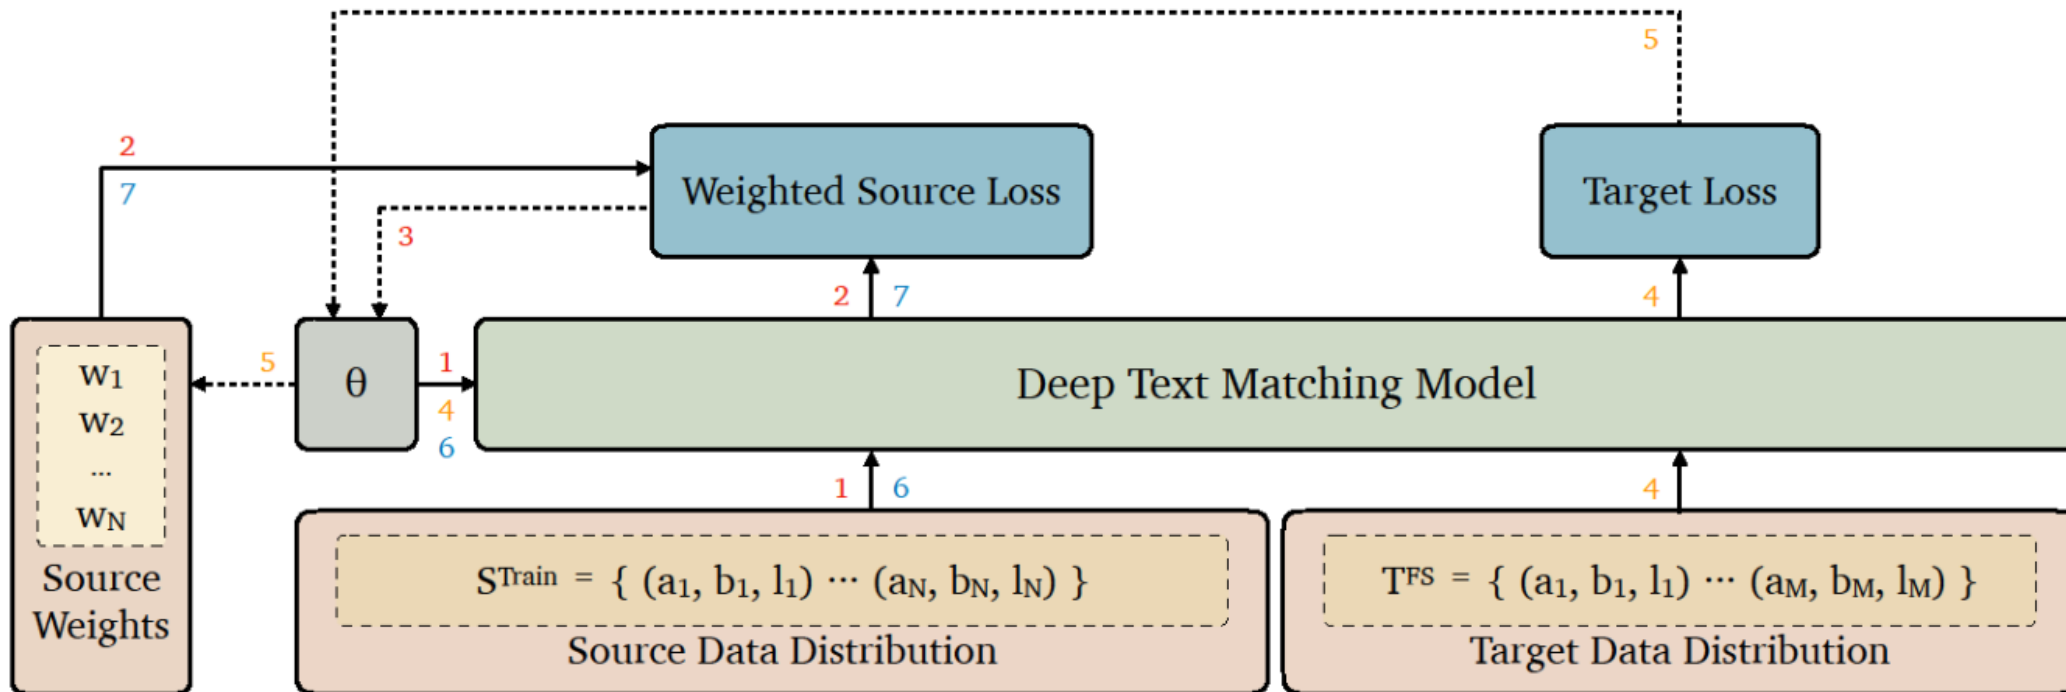 5
2
Weighted Source Loss
Target Loss
7
3
2 7
4
w1
5
θ
1
Deep Text Matching Model
w2
4
...
6
wN
1 6
4
Source
Weights
S^Train = { (a1, b1, l1) ··· (aN, bN, lN) }
T^FS = { (a1, b1, l1) ··· (aM, bM, lM) }
Source Data Distribution
Target Data Distribution